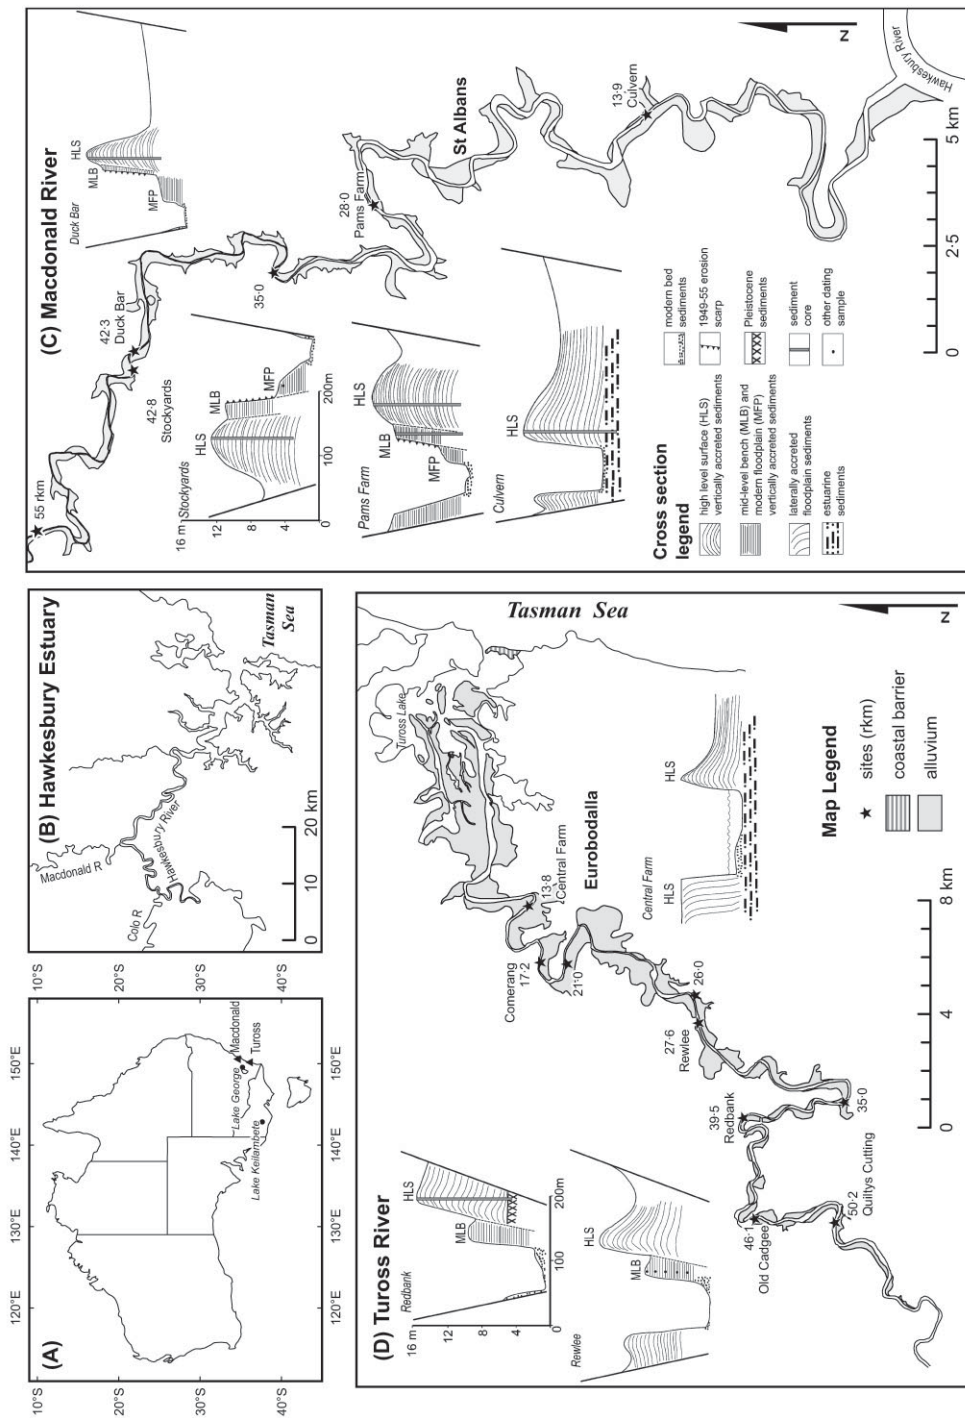 (A)
120°E
130°E
140°E
150°E
10°S
20°S
30°S
40°S
120°E
130°E
140°E
150°E
10°S
20°S
30°S
40°S
Macdonald
Tuross
Lake George
Lake Keilambete
(B) Hawkesbury Estuary
Macdonald R
Colo R
Hawkesbury River
Tasman
Sea
0
10
20 km
(C) Macdonald River
55 rkm
42·3
Duck Bar
42·8
Stockyards
35·0
28·0
Pams Farm
St Albans
13·9
Culvern
Hawkesbury River
N
Duck Bar
HLS
MLB
MFP
Stockyards
16 m
12
8
4
0
100
200m
HLS
MLB
MFP
Pams Farm
HLS
MLB
MFP
Culvern
HLS
Cross section
legend
high level surface (HLS)
vertically accreted sediments
mid-level bench (MLB) and
modern floodplain (MFP)
vertically accreted sediments
laterally accreted
floodplain sediments
estuarine
sediments
modern bed
sediments
1949-55 erosion
scarp
Pleistocene
sediments
sediment
core
other dating
sample
0
2·5
5 km
(D) Tuross River
Redbank
16 m
12
8
4
0
100
200m
MLB
HLS
Rewlee
MLB
HLS
Central Farm
HLS
HLS
Tasman Sea
Tuross Lake
13·8
Central Farm
Eurobodalla
Comerang
17·2
21·0
26·0
27·6
Rewlee
35·0
39·5
Redbank
46·1
Old Cadgee
50·2
Quiltys Cutting
Map Legend
sites (rkm)
coastal barrier
alluvium
0
4
8 km
N